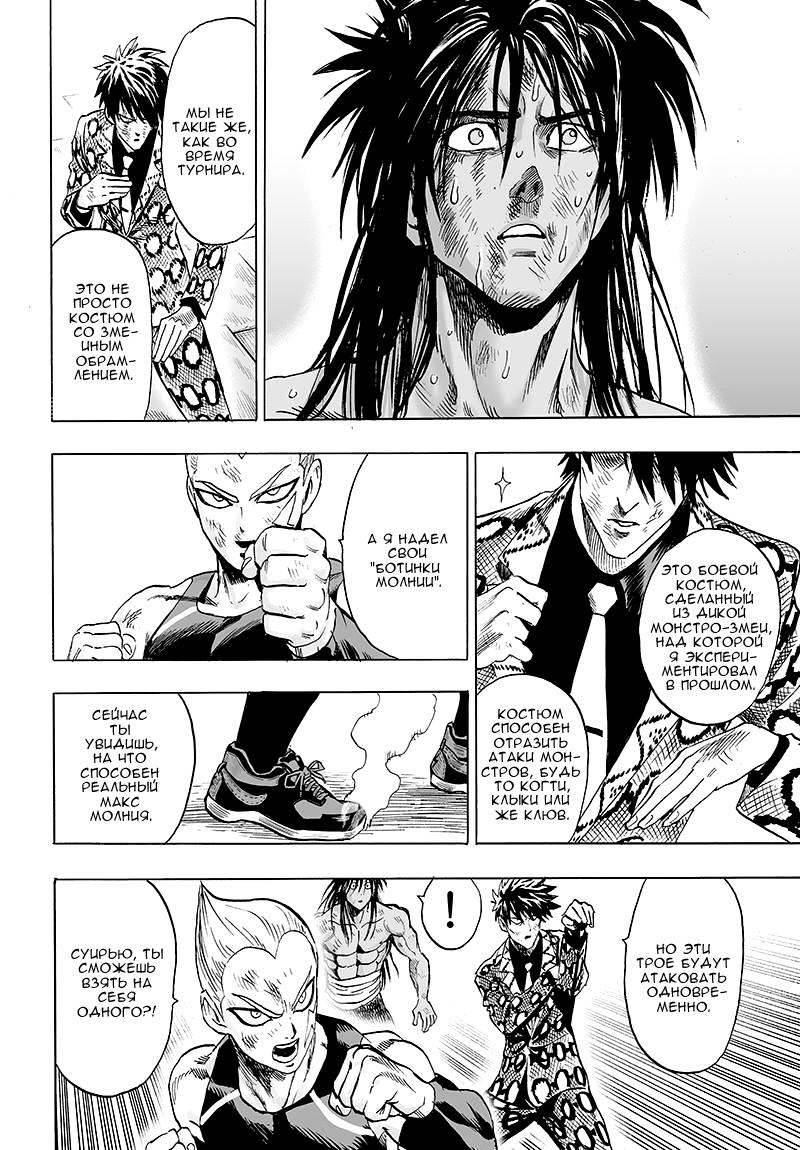 МЫ НЕ
ТАКИЕ ЖЕ,
КАК ВО
ВРЕМЯ
ТУРНИРА.
ЭТО НЕ
ПРОСТО
КОСТЮМ
СО ЗМЕ-
ИНЫМ
ОБРАМ-
ЛЕНИЕМ.
ЭТО БОЕВОЙ
КОСТЮМ,
СДЕЛАННЫЙ
ИЗ ДИКОЙ
МОНСТРО-ЗМЕИ,
НАД КОТОРОЙ
Я ЭКСПЕРИ-
МЕНТИРОВАЛ
В ПРОШЛОМ.
КОСТЮМ
СПОСОБЕН
ОТРАЗИТЬ
АТАКИ МОН-
СТРОВ, БУДЬ
ТО КОГТИ,
КЛЫКИ ИЛИ
ЖЕ КЛЮВ.
А Я НАДЕЛ
СВОИ
"БОТИНКИ
МОЛНИИ".
СЕЙЧАС
ТЫ
УВИДИШЬ,
НА ЧТО
СПОСОБЕН
РЕАЛЬНЫЙ
МАКС
МОЛНИЯ.
НО ЭТИ
ТРОЕ БУДУТ
АТАКОВАТЬ
ОДНОВРЕ-
МЕННО.
!
СУИРЬЮ, ТЫ
СМОЖЕШЬ
ВЗЯТЬ НА
СЕБЯ
ОДНОГО?!